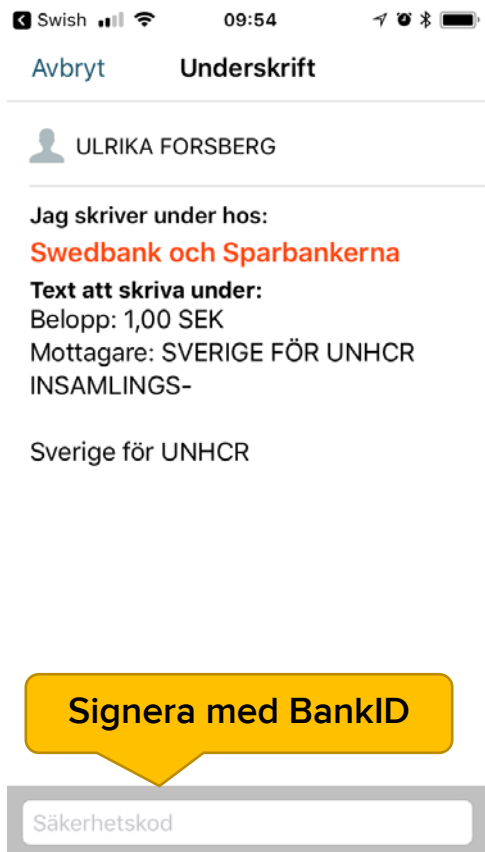 Swish 09:54
Avbryt Underskrift
ULRIKA FORSBERG
Jag skriver under hos:
Swedbank och Sparbankerna
Text att skriva under:
Belopp: 1,00 SEK
Mottagare: SVERIGE FÖR UNHCR
INSAMLINGS-
Sverige för UNHCR
Signera med BankID
Säkerhetskod